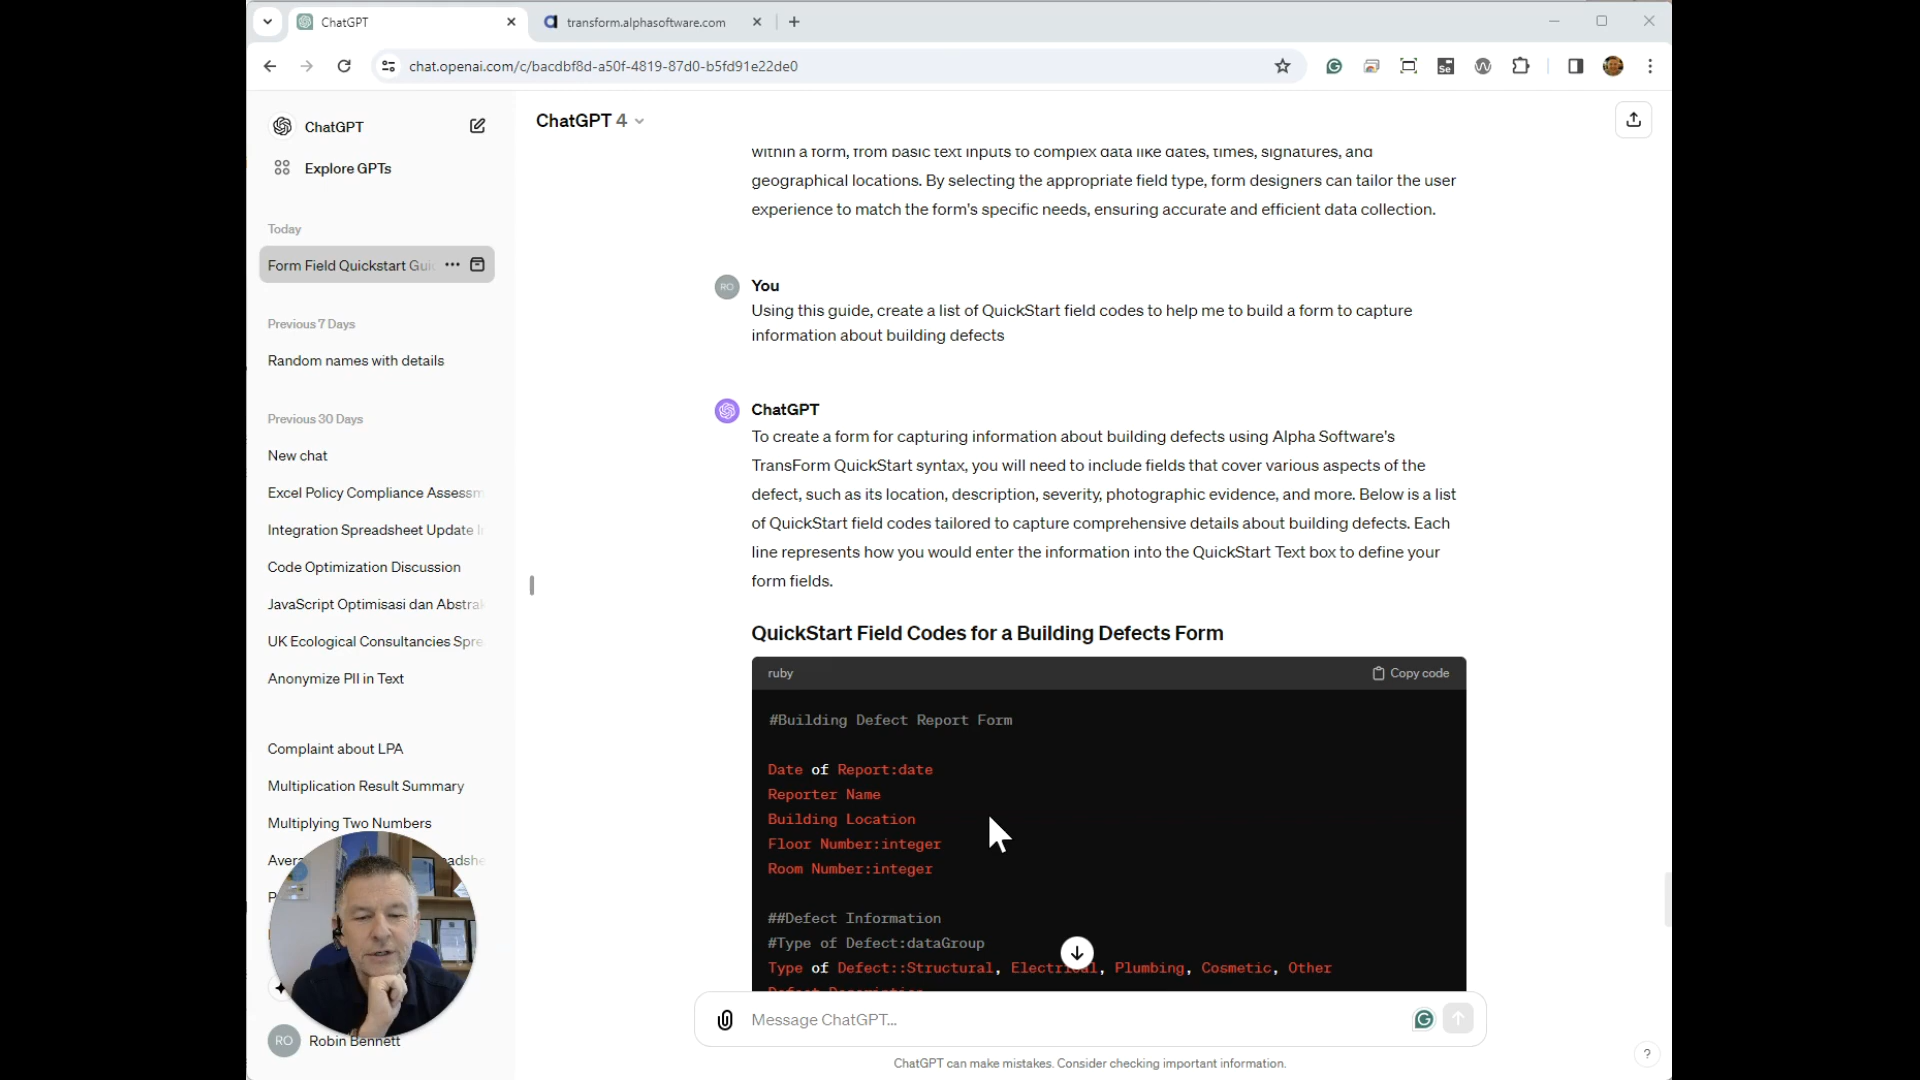 ChatGPT
transform.alphasoftware.com
chat.openai.com/c/bacdbf8d-a50f-4819-87d0-b5fd91e22de0
Se
ChatGPT
Explore GPTs
Today
Form Field Quickstart Gui
Previous 7 Days
Random names with details
Previous 30 Days
New chat
Excel Policy Compliance Assessm
Integration Spreadsheet Update I
Code Optimization Discussion
JavaScript Optimisasi dan Abstrak
UK Ecological Consultancies Spre
Anonymize PII in Text
Complaint about LPA
Multiplication Result Summary
Multiplying Two Numbers
Avera
adshe
P
RO
Robin Bennett
ChatGPT 4
within a form, from basic text inputs to complex data like dates, times, signatures, and
geographical locations. By selecting the appropriate field type, form designers can tailor the user
experience to match the form's specific needs, ensuring accurate and efficient data collection.
RO
You
Using this guide, create a list of QuickStart field codes to help me to build a form to capture
information about building defects
ChatGPT
To create a form for capturing information about building defects using Alpha Software's
TransForm QuickStart syntax, you will need to include fields that cover various aspects of the
defect, such as its location, description, severity, photographic evidence, and more. Below is a list
of QuickStart field codes tailored to capture comprehensive details about building defects. Each
line represents how you would enter the information into the QuickStart Text box to define your
form fields.
QuickStart Field Codes for a Building Defects Form
ruby
Copy code
#Building Defect Report Form
Date of Report:date
Reporter Name
Building Location
Floor Number:integer
Room Number:integer
##Defect Information
#Type of Defect:dataGroup
Type of Defect::Structural, Electrical, Plumbing, Cosmetic, Other
Defect Description
Message ChatGPT...
ChatGPT can make mistakes. Consider checking important information.
?